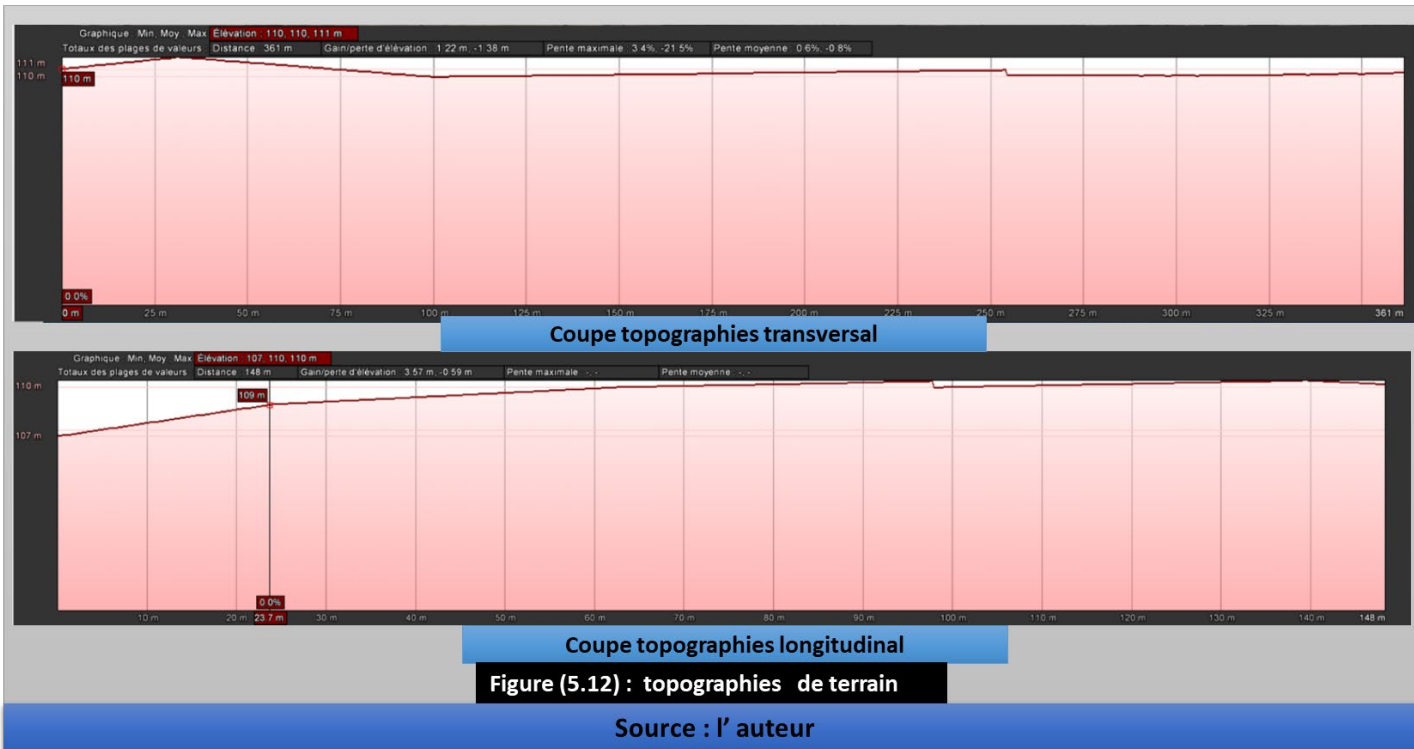 Graphique : Min, Moy , Max Élévation : 110, 110, 111 m
Totaux des plages de valeurs : Distance : 361 m Gain/perte d'élévation : 1.22 m, -1.38 m Pente maximale : 3.4%, -21.5% Pente moyenne : 0.6%, -0.8%
111 m
110 m
110 m
0.0%
0 m 25 m 50 m 75 m 100 m 125 m 150 m 175 m 200 m 225 m 250 m 275 m 300 m 325 m 361 m
Coupe topographies transversal
Graphique : Min, Moy , Max Élévation : 107, 110, 110 m
Totaux des plages de valeurs : Distance : 148 m Gain/perte d'élévation : 3.57 m, -0.59 m Pente maximale : -, - Pente moyenne : -, -
110 m
109 m
107 m
0.0%
10 m 20 m 23.7 m 30 m 40 m 50 m 60 m 70 m 80 m 90 m 100 m 110 m 120 m 130 m 140 m 148 m
Coupe topographies longitudinal
Figure (5.12) : topographies de terrain
Source : l' auteur